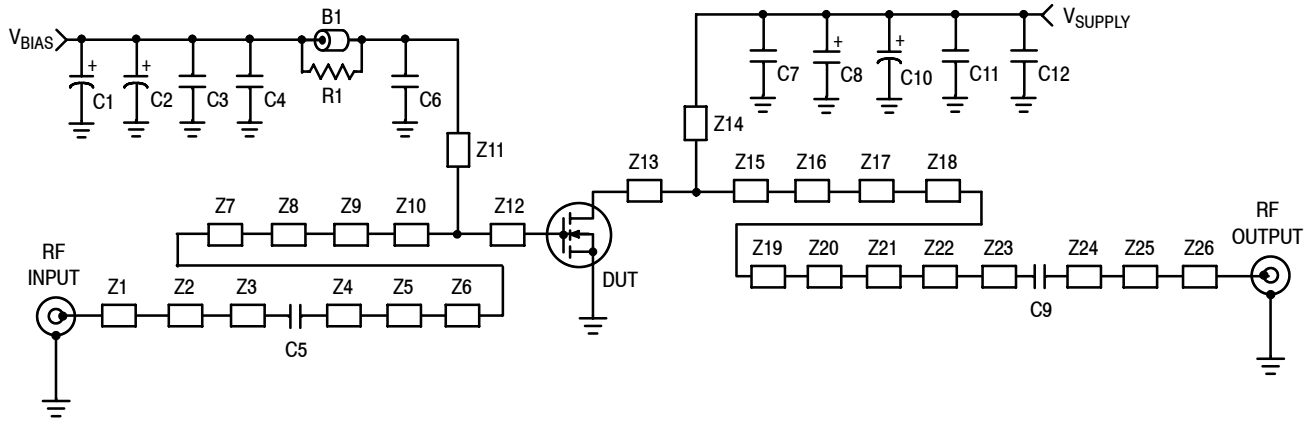 B1
V_BIAS
+
+
C1
C2
C3
C4
R1
C6
V_SUPPLY
+
+
C7
C8
C10
C11
C12
Z11
Z14
Z13
Z15
Z16
Z17
Z18
Z7
Z8
Z9
Z10
Z12
DUT
RF
INPUT
Z1
Z2
Z3
C5
Z4
Z5
Z6
Z19
Z20
Z21
Z22
Z23
C9
Z24
Z25
Z26
RF
OUTPUT